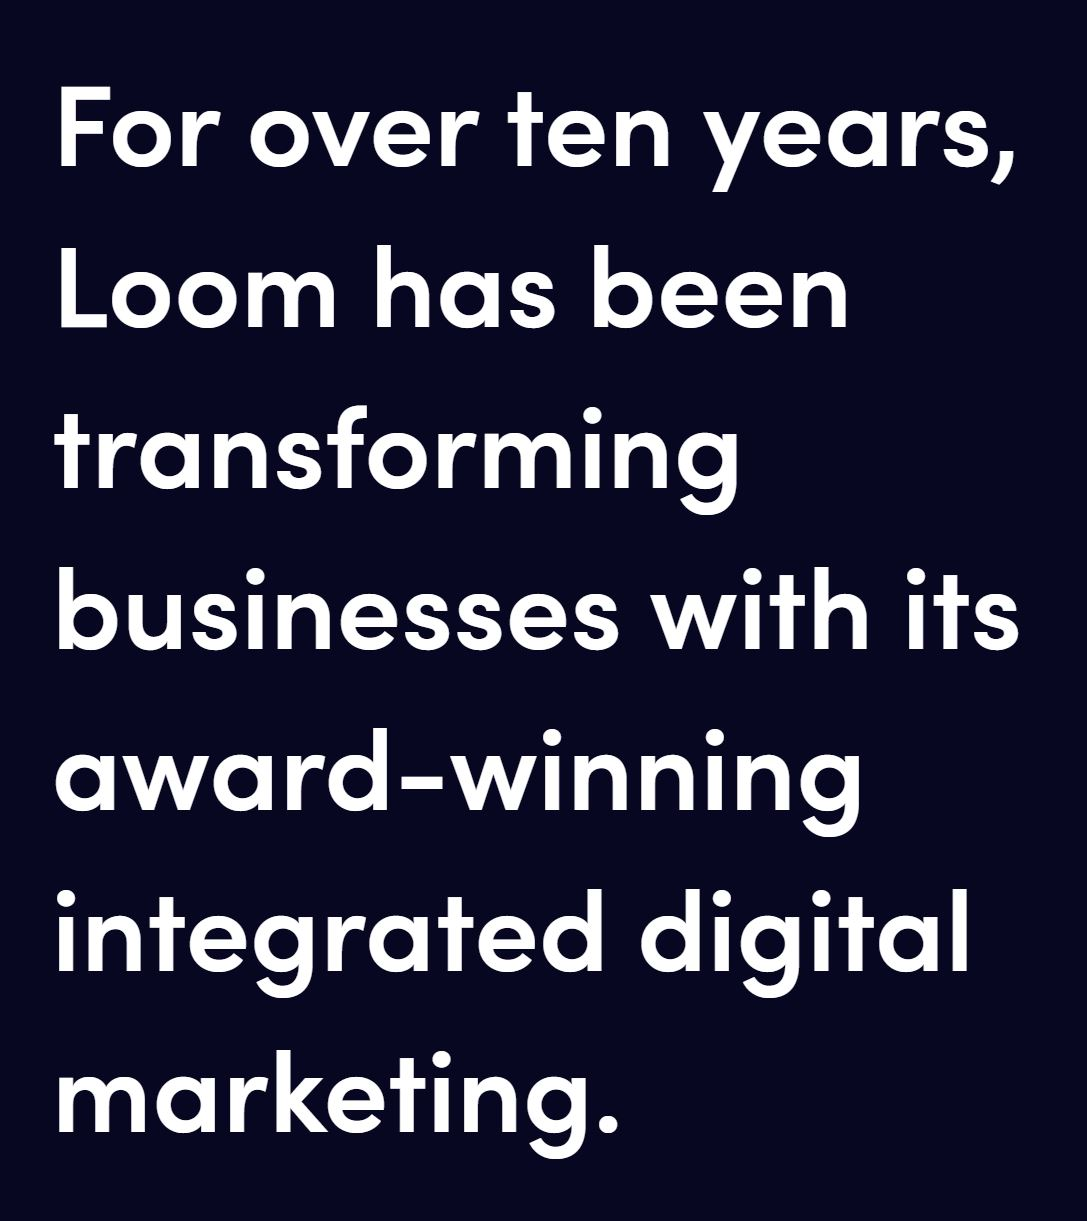 For over ten years,
Loom has been
transforming
businesses with its
award-winning
integrated digital
marketing.